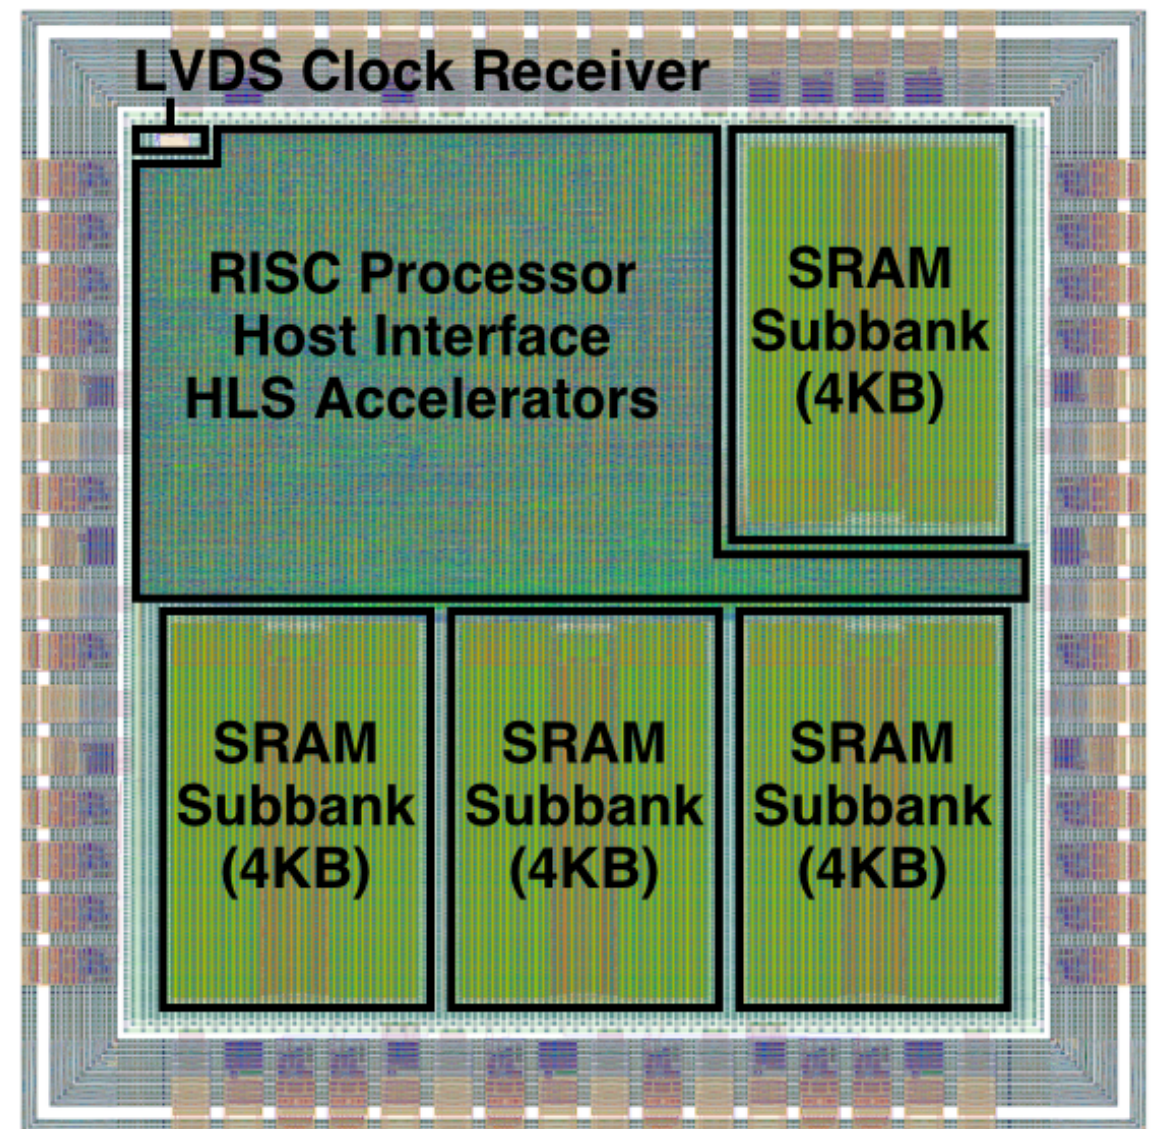 LVDS Clock Receiver
RISC Processor
Host Interface
HLS Accelerators
SRAM
Subbank
(4KB)
SRAM
Subbank
(4KB)
SRAM
Subbank
(4KB)
SRAM
Subbank
(4KB)